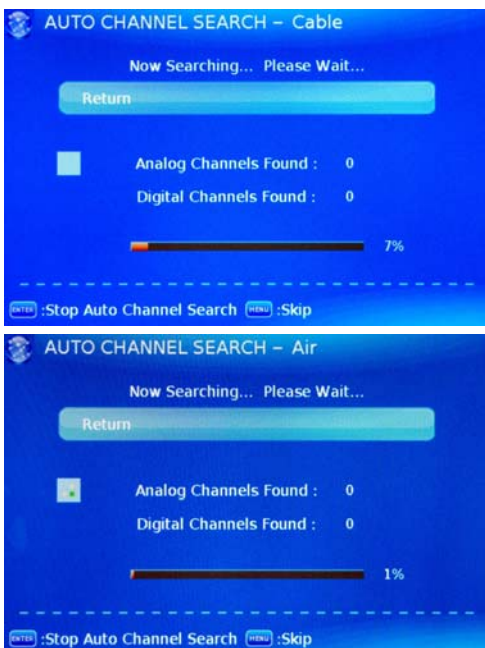 AUTO CHANNEL SEARCH – Cable
Now Searching... Please Wait...
Return
Analog Channels Found : 0
Digital Channels Found : 0
7%
ENTER :Stop Auto Channel Search MENU :Skip
AUTO CHANNEL SEARCH – Air
Now Searching... Please Wait...
Return
Analog Channels Found : 0
Digital Channels Found : 0
1%
ENTER :Stop Auto Channel Search MENU :Skip